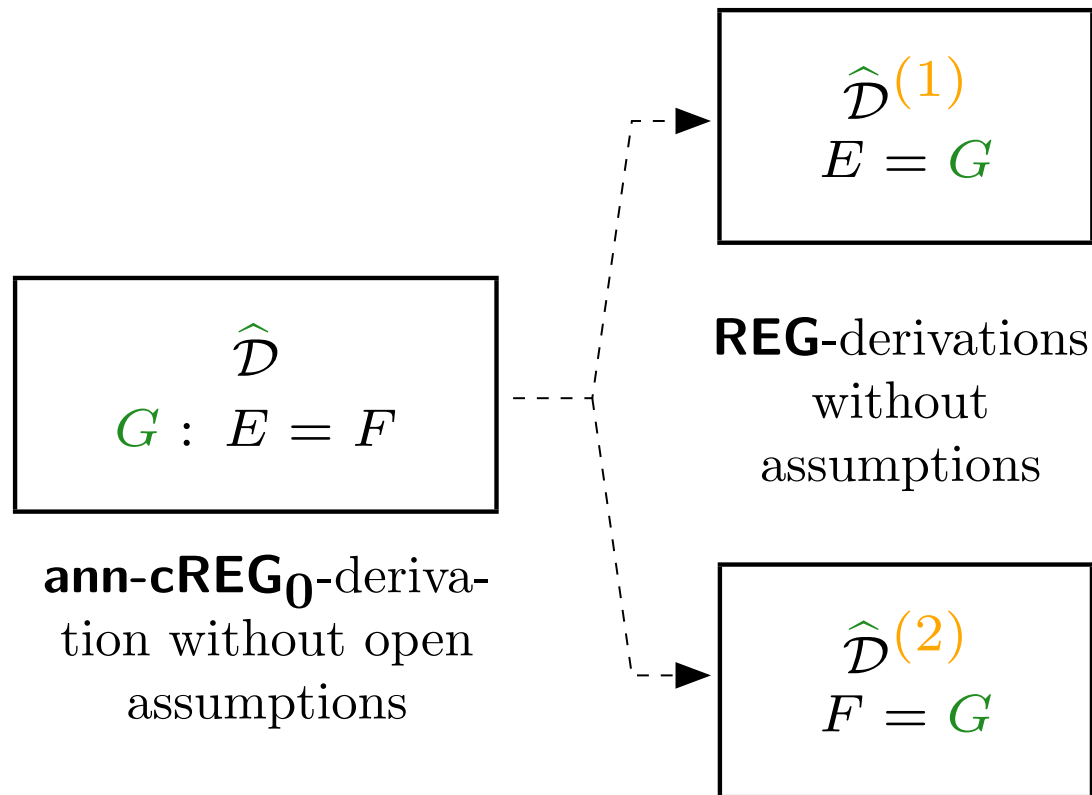 𝒟̂
G : E = F
ann-cREG₀-deriva-
tion without open
assumptions
𝒟̂⁽¹⁾
E = G
REG-derivations
without
assumptions
𝒟̂⁽²⁾
F = G